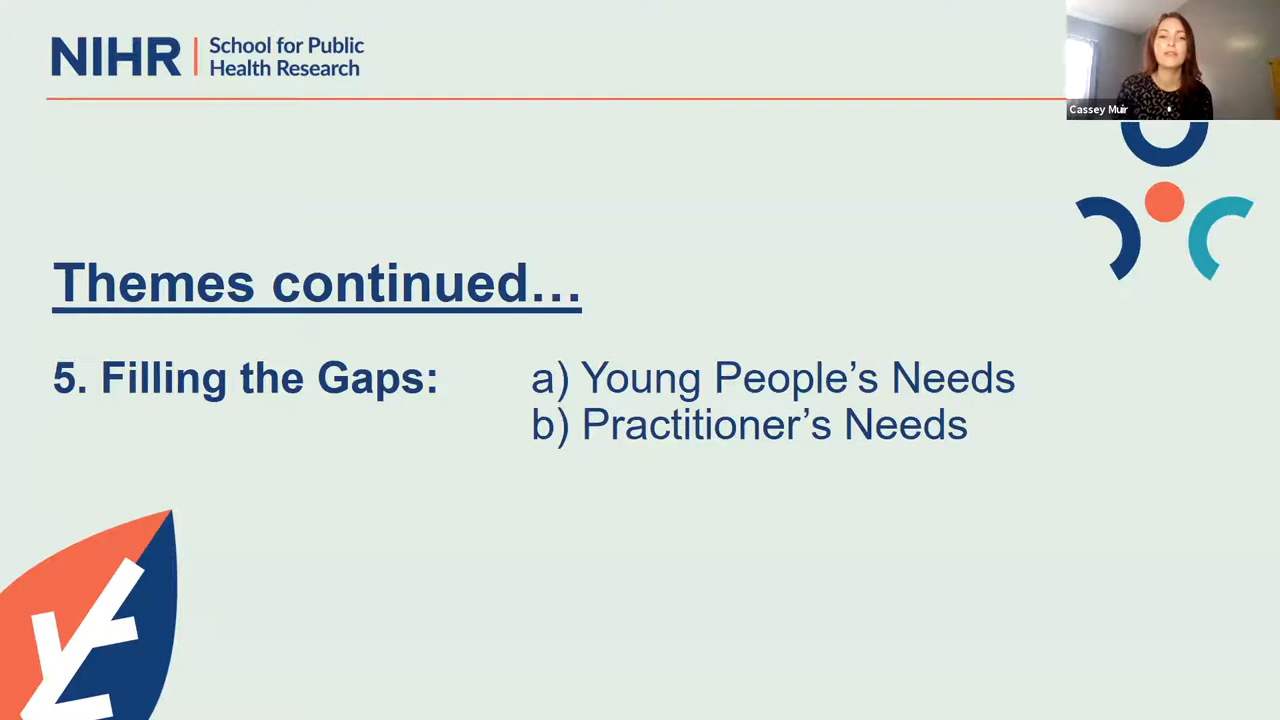 NIHR
School for Public
Health Research
Cassey Muir
Themes continued…
5. Filling the Gaps:
a) Young People’s Needs
b) Practitioner’s Needs